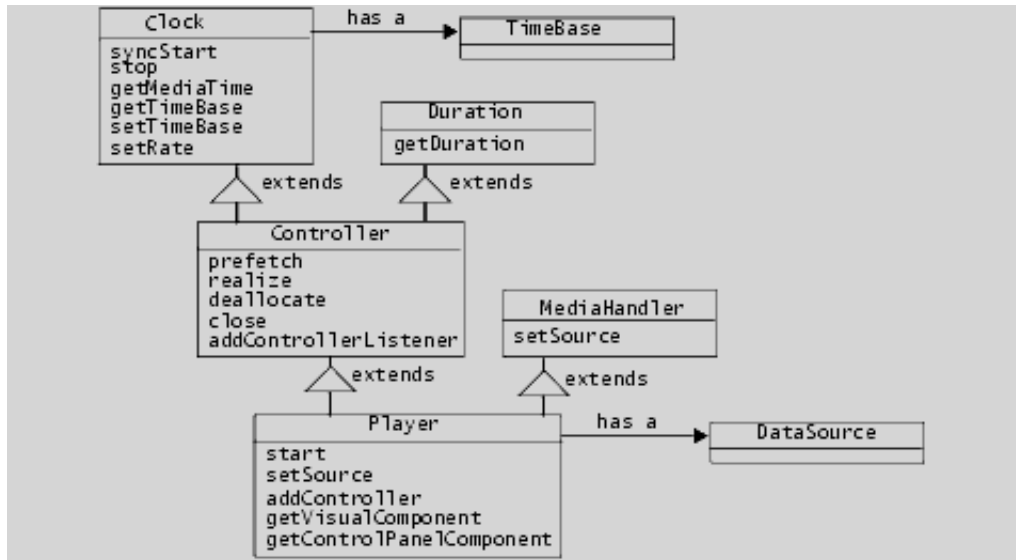 Clock
has a
TimeBase
syncStart
stop
getMediaTime
getTimeBase
setTimeBase
setRate
Duration
getDuration
extends
extends
Controller
prefetch
realize
deallocate
close
addControllerListener
MediaHandler
setSource
extends
extends
Player
has a
DataSource
start
setSource
addController
getVisualComponent
getControlPanelComponent